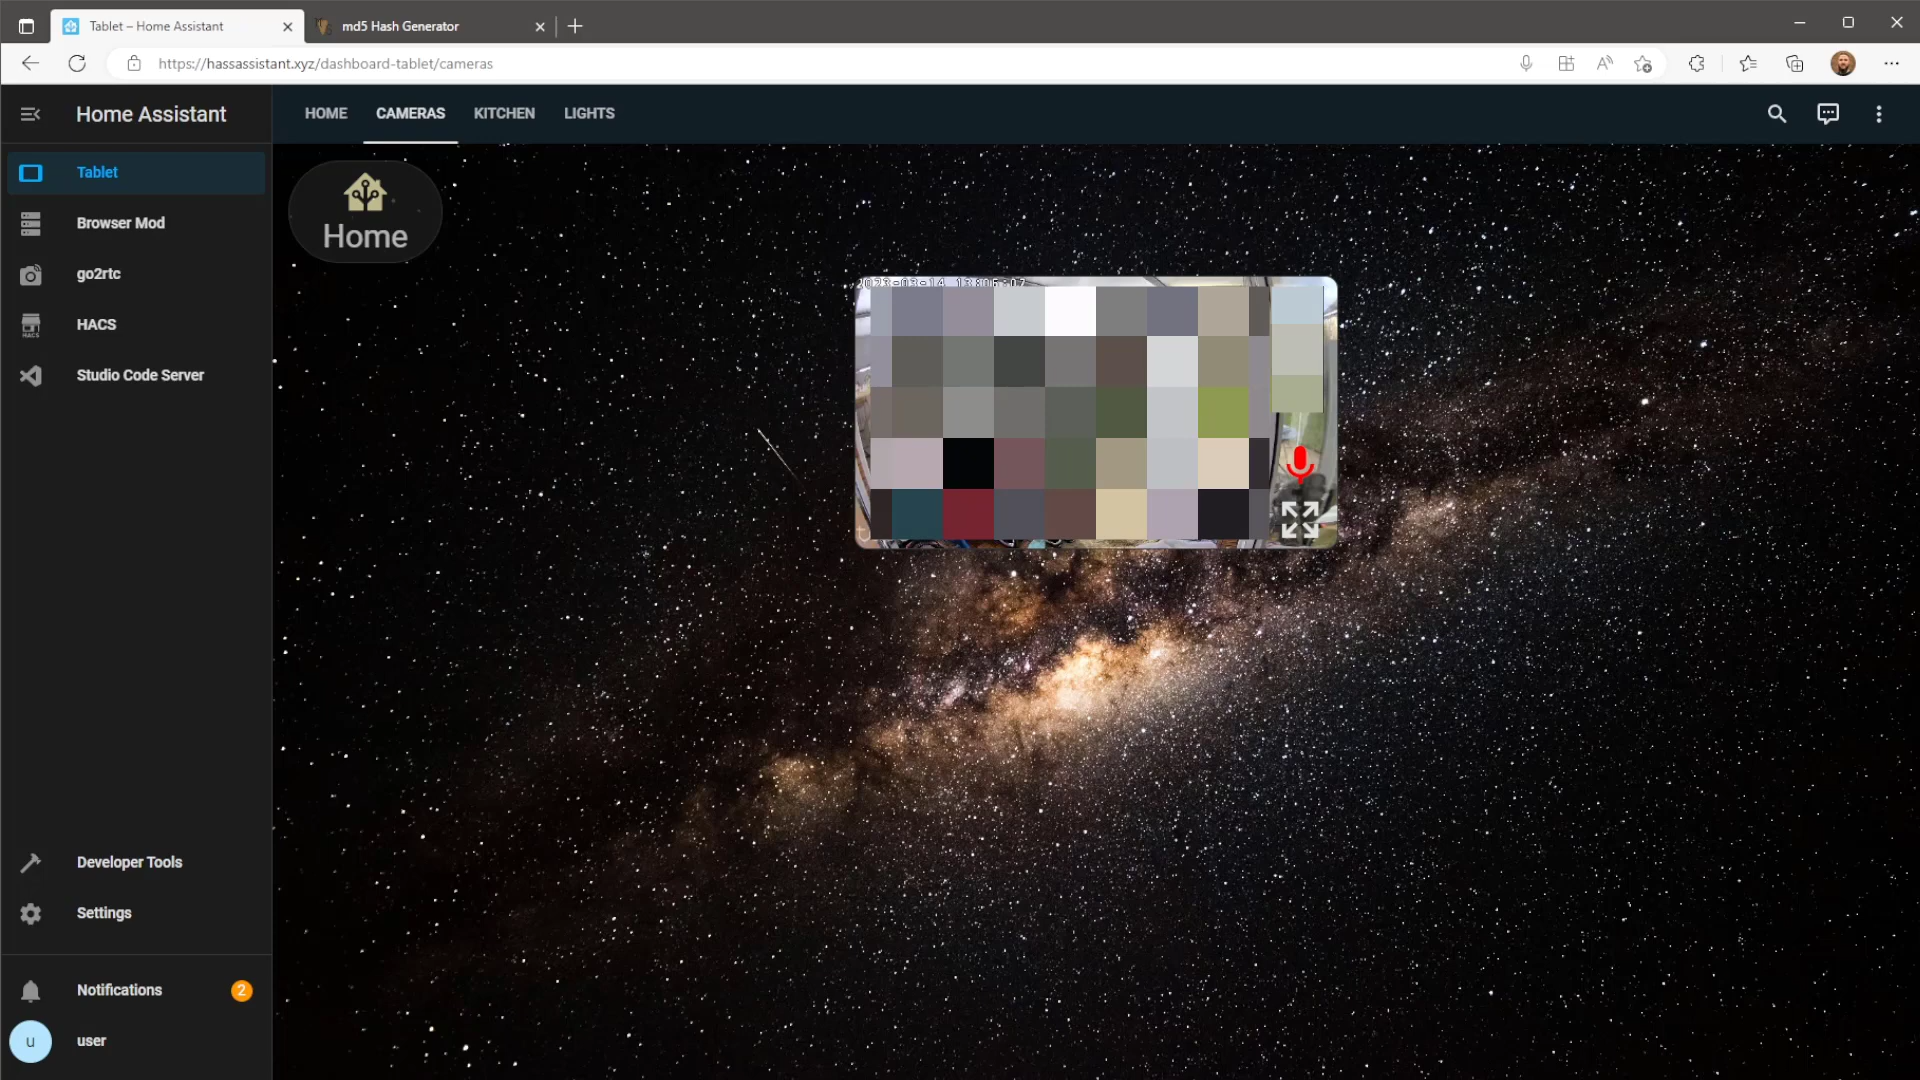 Tablet – Home Assistant
md5 Hash Generator
https://hassassistant.xyz/dashboard-tablet/cameras
Home Assistant
HOME
CAMERAS
KITCHEN
LIGHTS
Tablet
Browser Mod
go2rtc
HACS
HACS
Studio Code Server
Home
Developer Tools
Settings
Notifications
2
u
user